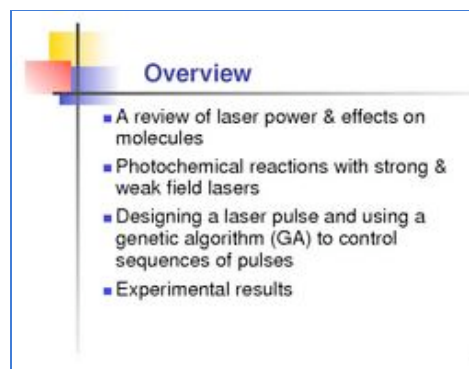 Overview
A review of laser power & effects on
molecules
Photochemical reactions with strong &
weak field lasers
Designing a laser pulse and using a
genetic algorithm (GA) to control
sequences of pulses
Experimental results